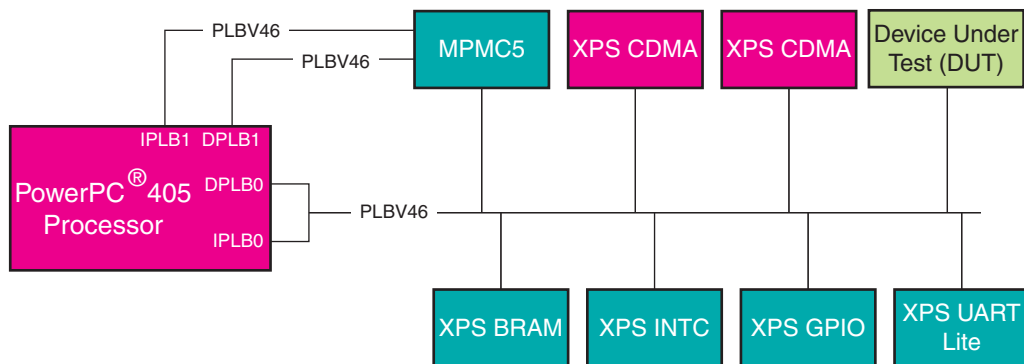 PLBV46
PLBV46
MPMC5
XPS CDMA
XPS CDMA
Device Under
Test (DUT)
IPLB1 DPLB1
PowerPC® 405
Processor
DPLB0
IPLB0
PLBV46
XPS BRAM
XPS INTC
XPS GPIO
XPS UART
Lite